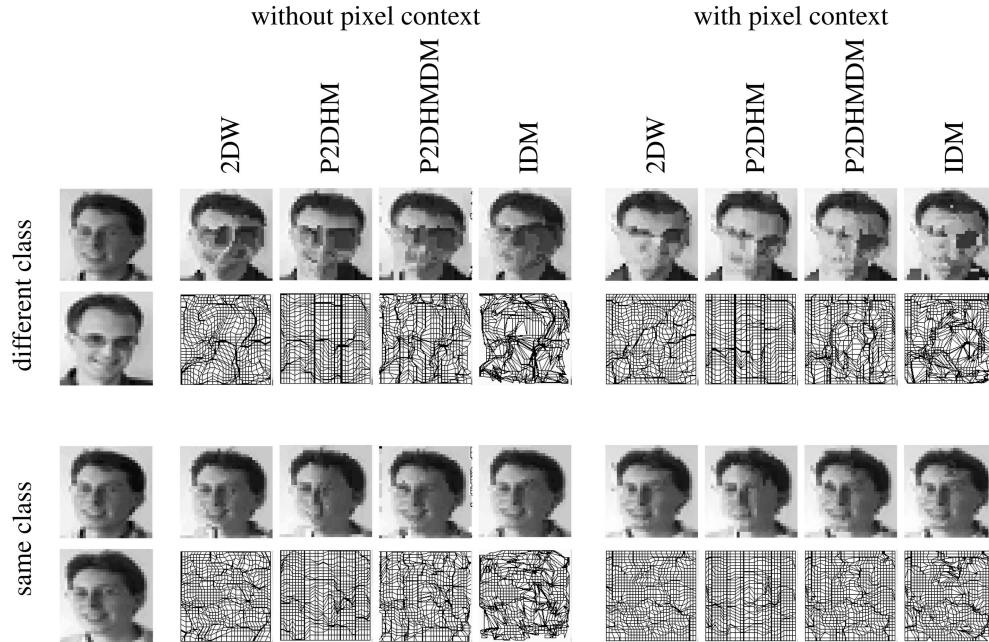 without pixel context
with pixel context
2DW
P2DHM
P2DHMDM
IDM
2DW
P2DHM
P2DHMDM
IDM
different class
same class